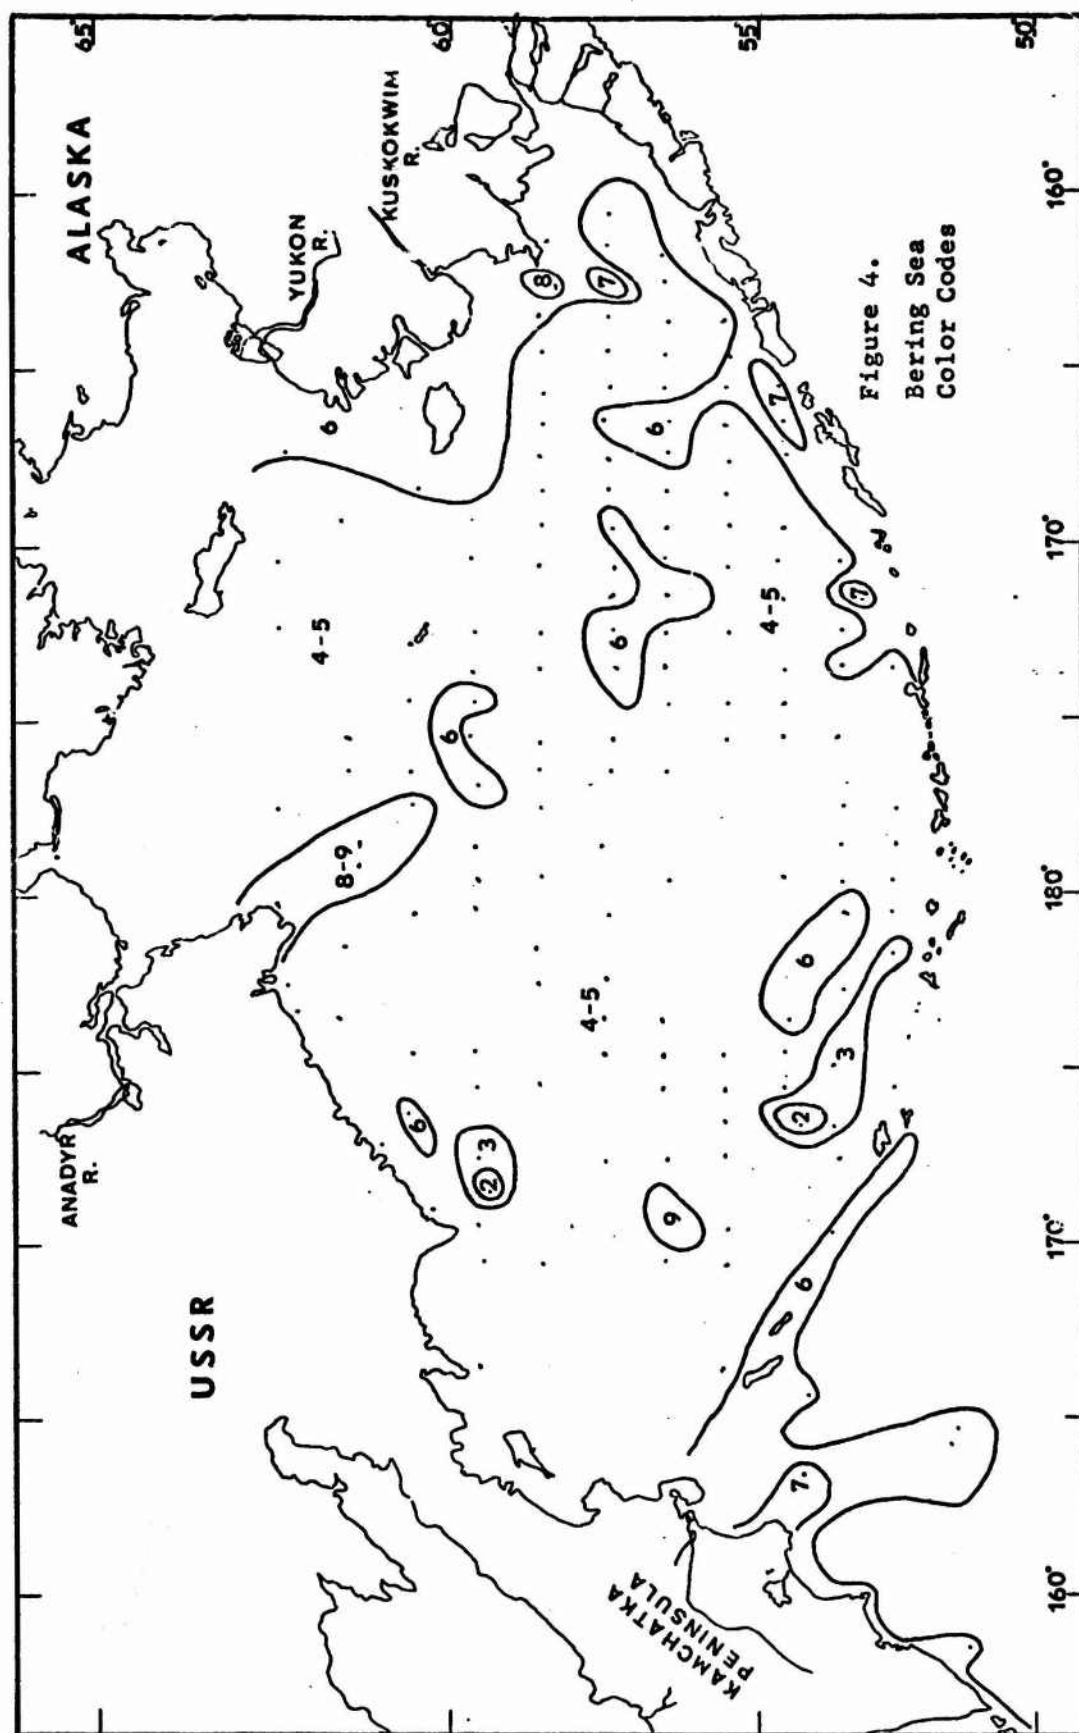 ALASKA
YUKON
R.
KUSKOKWIM
R.
USSR
ANADYR
R.
KAMCHATKA
PENINSULA
65
60
55
50
160°
170°
180°
170°
160°
6
8
7
6
7
4-5
6
4-5
7
6
8-9
4-5
6
3
2
6
3
2
9
6
7
Figure 4.
Bering Sea
Color Codes